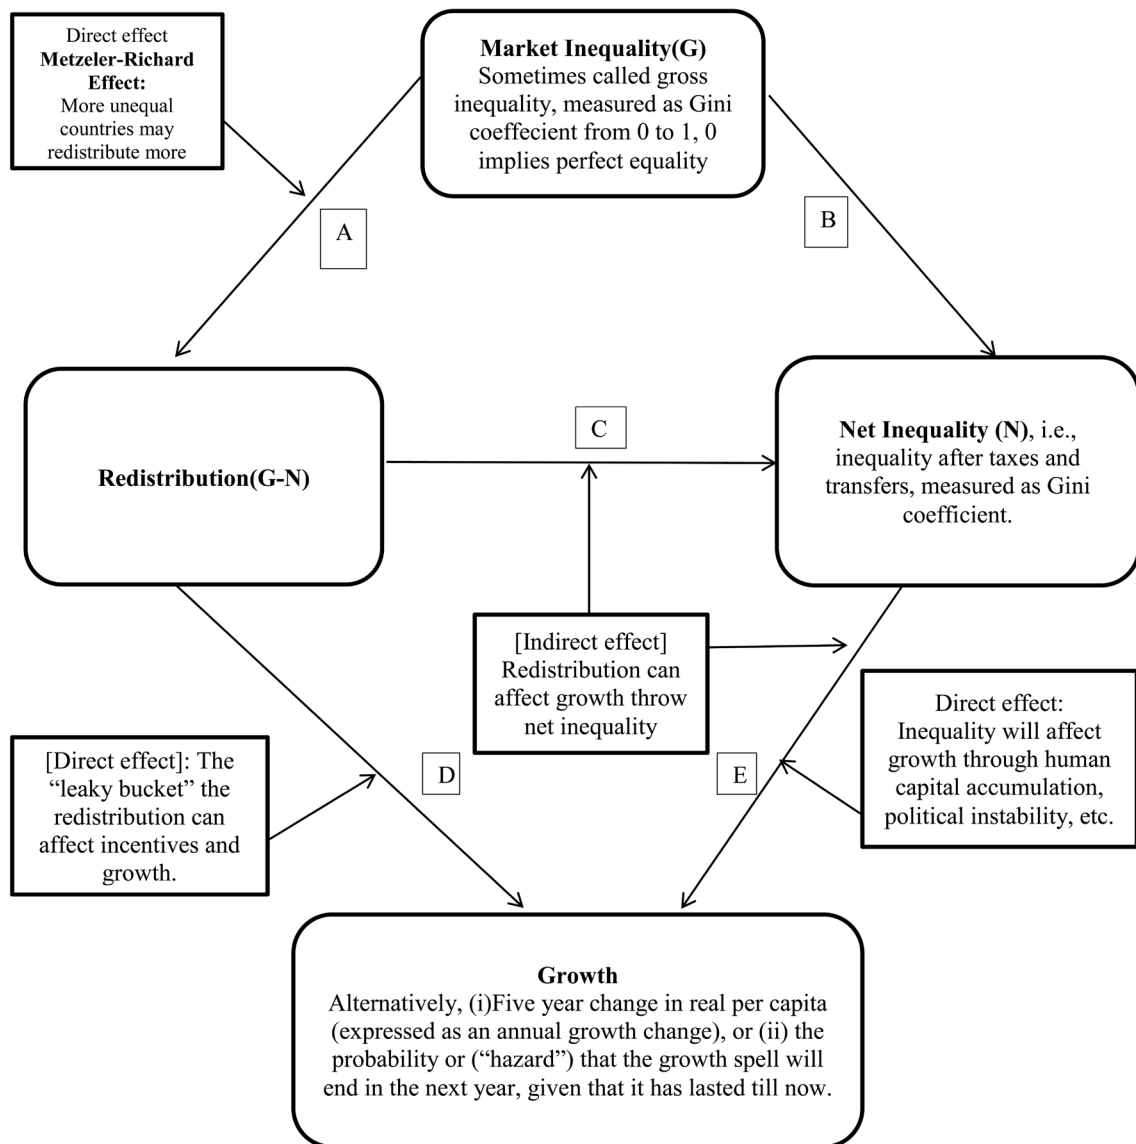 Direct effect
Metzeler-Richard
Effect:
More unequal
countries may
redistribute more
Market Inequality(G)
Sometimes called gross
inequality, measured as Gini
coeffecient from 0 to 1, 0
implies perfect equality
A
B
Redistribution(G-N)
C
Net Inequality (N), i.e.,
inequality after taxes and
transfers, measured as Gini
coefficient.
[Indirect effect]
Redistribution can
affect growth throw
net inequality
[Direct effect]: The
“leaky bucket” the
redistribution can
affect incentives and
growth.
D
E
Direct effect:
Inequality will affect
growth through human
capital accumulation,
political instability, etc.
Growth
Alternatively, (i)Five year change in real per capita
(expressed as an annual growth change), or (ii) the
probability or (“hazard”) that the growth spell will
end in the next year, given that it has lasted till now.